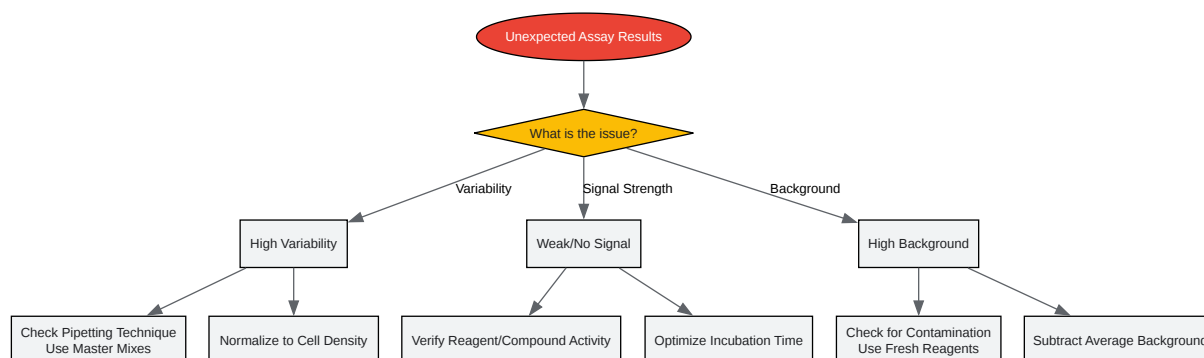 Unexpected Assay Results
What is the issue?
Variability
Signal Strength
Background
High Variability
Weak/No Signal
High Background
Check Pipetting Technique
Use Master Mixes
Normalize to Cell Density
Verify Reagent/Compound Activity
Optimize Incubation Time
Check for Contamination
Use Fresh Reagents
Subtract Average Background